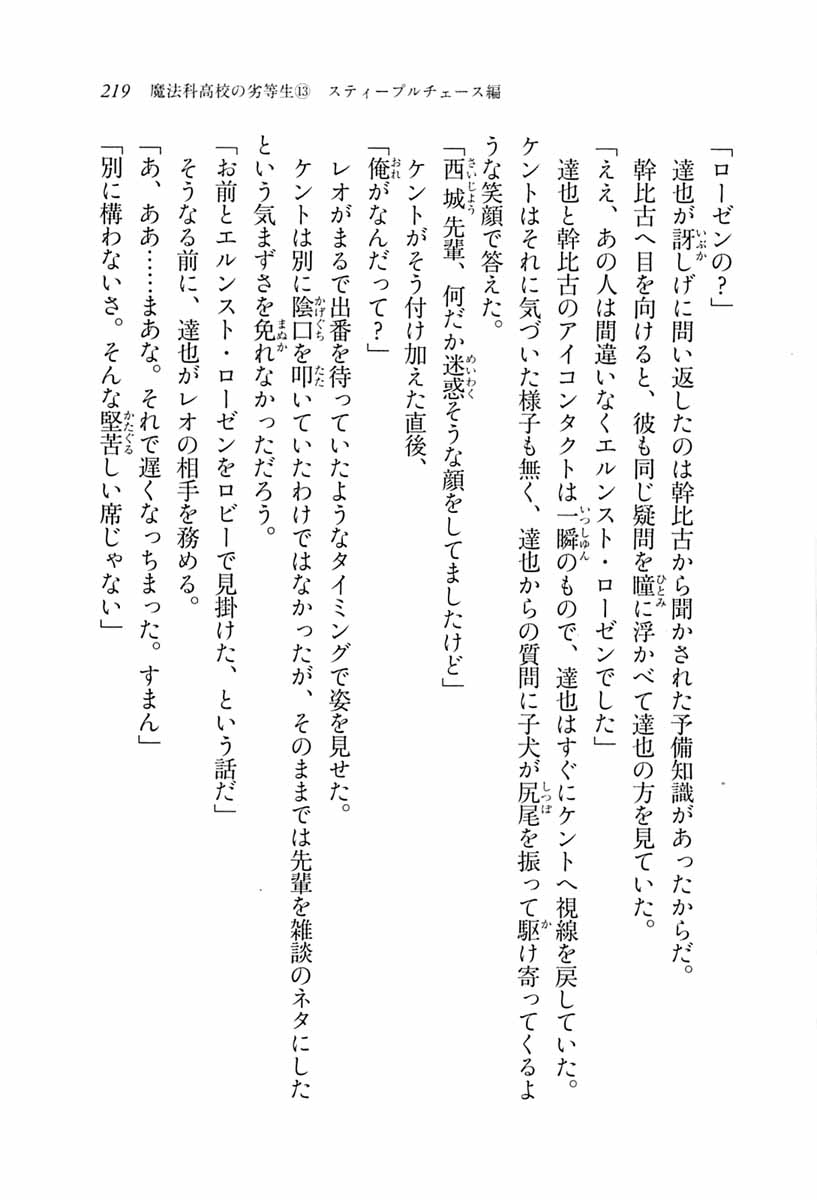 219 魔法科高校の劣等生⑬ スティープルチェース編
「ローゼンの?」
達也が訝しげに問い返したのは幹比古から聞かされた予備知識があったからだ。
幹比古へ目を向けると、彼も同じ疑問を瞳に浮かべて達也の方を見ていた。
「ええ、あの人は間違いなくエルンスト・ローゼンでした」
達也と幹比古のアイコンタクトは一瞬のもので、達也はすぐにケントへ視線を戻していた。
ケントはそれに気づいた様子も無く、達也からの質問に子犬が尻尾を振って駆け寄ってくるよ
うな笑顔で答えた。
「西城先輩、何だか迷惑そうな顔をしてましたけど」
ケントがそう付け加えた直後、
「俺がなんだって?」
レオがまるで出番を待っていたようなタイミングで姿を見せた。
ケントは別に陰口を叩いていたわけではなかったが、そのままでは先輩を雑談のネタにした
という気まずさを免れなかっただろう。
「お前とエルンスト・ローゼンをロビーで見掛けた、という話だ」
そうなる前に、達也がレオの相手を務める。
「あ、ああ……まあな。それで遅くなっちまった。すまん」
「別に構わないさ。そんな堅苦しい席じゃない」